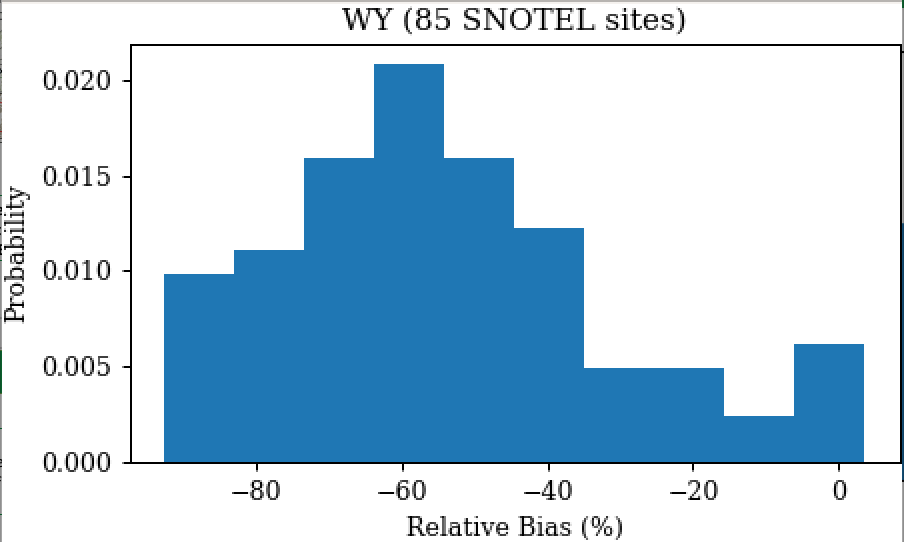 WY (85 SNOTEL sites)
Probability
0.020
0.015
0.010
0.005
0.000
−80 −60 −40 −20 0
Relative Bias (%)